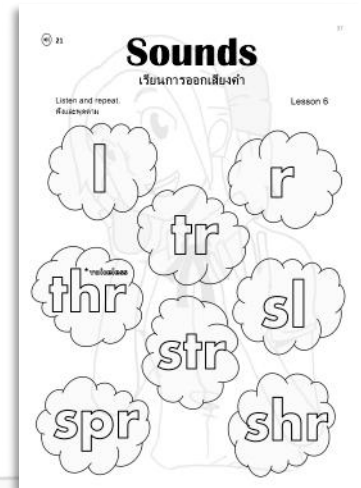 21
37
Sounds
เรียนการออกเสียงคำ
Listen and repeat.
ฟังและพูดตาม
Lesson 6
l
r
tr
thr
*voiceless
sl
str
spr
shr